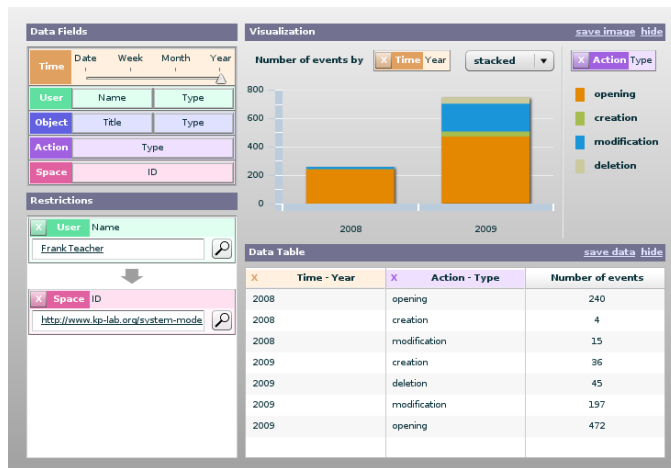 Data Fields
Time Date Week Month Year
User Name Type
Object Title Type
Action Type
Space ID
Restrictions
X User Name
Frank Teacher
X Space ID
http://www.kp-lab.org/system-mode
Visualization save image hide
Number of events by X Time Year stacked X Action Type
800
600
400
200
0
2008 2009
opening
creation
modification
deletion
Data Table save data hide
X Time - Year X Action - Type Number of events
2008 opening 240
2008 creation 4
2008 modification 15
2009 creation 36
2009 deletion 45
2009 modification 197
2009 opening 472